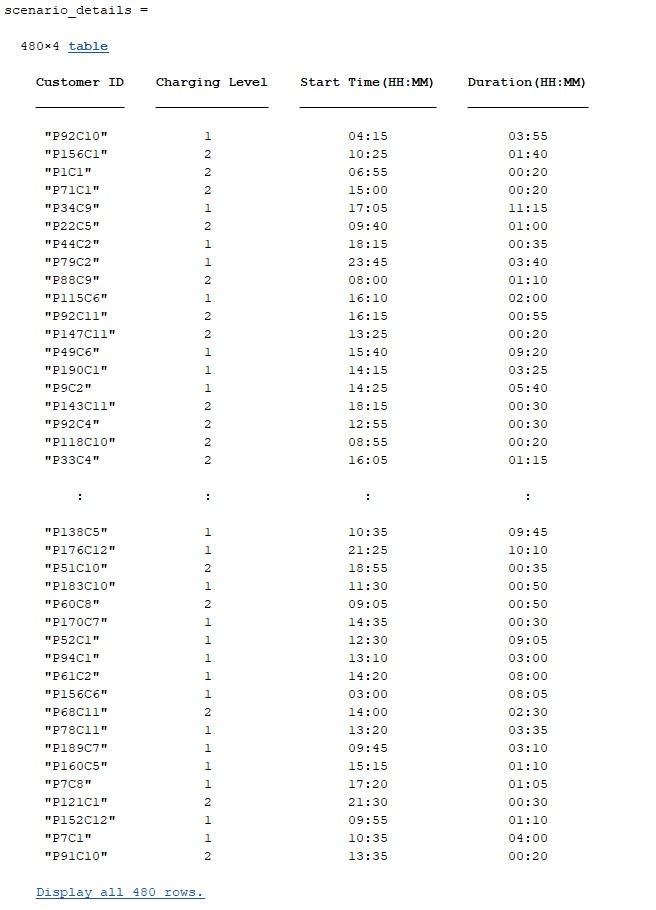 scenario_details =
480×4 table
Customer ID Charging Level Start Time(HH:MM) Duration(HH:MM)
"P92C10" 1 04:15 03:55
"P156C1" 2 10:25 01:40
"P1C1" 2 06:55 00:20
"P71C1" 2 15:00 00:20
"P34C9" 1 17:05 11:15
"P22C5" 2 09:40 01:00
"P44C2" 1 18:15 00:35
"P79C2" 1 23:45 03:40
"P88C9" 2 08:00 01:10
"P115C6" 1 16:10 02:00
"P92C11" 2 16:15 00:55
"P147C11" 2 13:25 00:20
"P49C6" 1 15:40 09:20
"P190C1" 1 14:15 03:25
"P9C2" 1 14:25 05:40
"P143C11" 2 18:15 00:30
"P92C4" 2 12:55 00:30
"P118C10" 2 08:55 00:20
"P33C4" 2 16:05 01:15
: : : :
"P138C5" 1 10:35 09:45
"P176C12" 1 21:25 10:10
"P51C10" 2 18:55 00:35
"P183C10" 1 11:30 00:50
"P60C8" 2 09:05 00:50
"P170C7" 1 14:35 00:30
"P52C1" 1 12:30 09:05
"P94C1" 1 13:10 03:00
"P61C2" 1 14:20 08:00
"P156C6" 1 03:00 08:05
"P68C11" 2 14:00 02:30
"P78C11" 1 13:20 03:35
"P189C7" 1 09:45 03:10
"P160C5" 1 15:15 01:10
"P7C8" 1 17:20 01:05
"P121C1" 2 21:30 00:30
"P152C12" 1 09:55 01:10
"P7C1" 1 10:35 04:00
"P91C10" 2 13:35 00:20
Display all 480 rows.